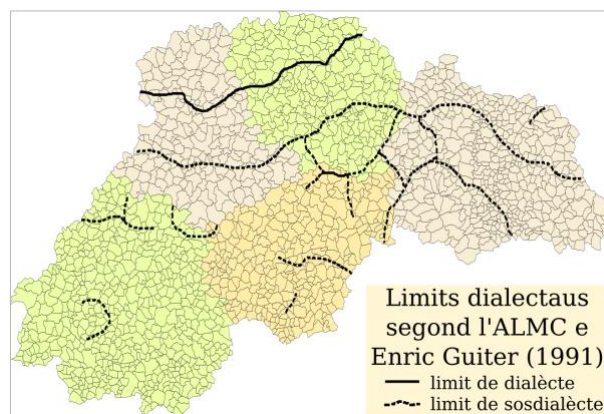 Limits dialectaus
segond l'ALMC e
Enric Guiter (1991)
limit de dialècte
limit de sosdialècte